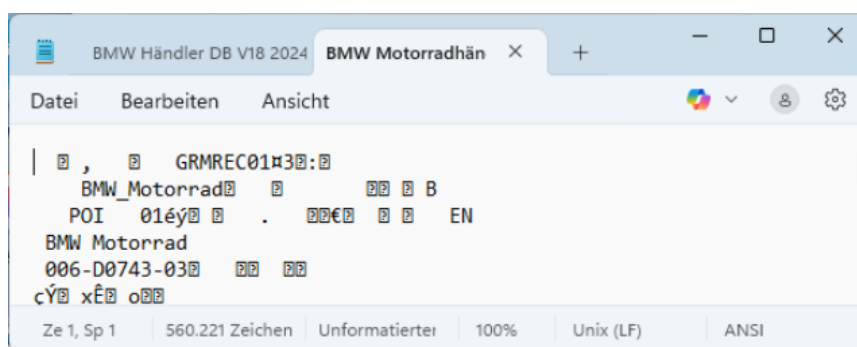 BMW Händler DB V18 2024
BMW Motorradhän
Datei Bearbeiten Ansicht
, GRMREC01¤3:
BMW_Motorrad B
POI 01éý . € EN
BMW Motorrad
006-D0743-03
çÝ xÊ o
Ze 1, Sp 1 560.221 Zeichen Unformatierter 100% Unix (LF) ANSI